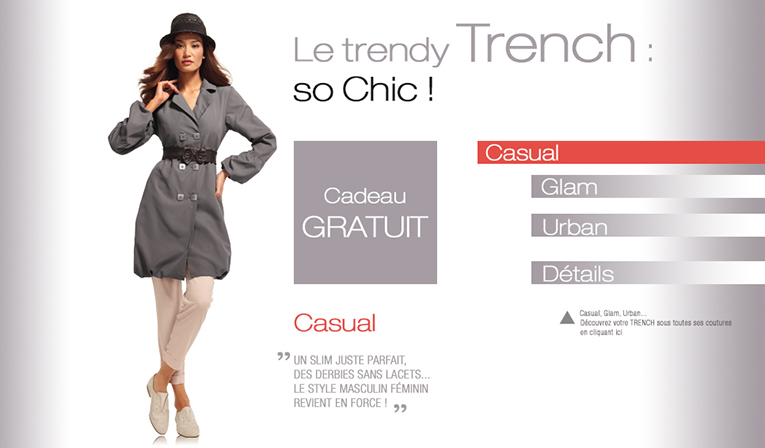 Le trendy Trench :
so Chic !
Cadeau
GRATUIT
Casual
Glam
Urban
Détails
Casual, Glam, Urban...
Découvrez votre TRENCH sous toutes ses coutures
en cliquant ici
Casual
” UN SLIM JUSTE PARFAIT,
DES DERBIES SANS LACETS...
LE STYLE MASCULIN FÉMININ
REVIENT EN FORCE ! ”